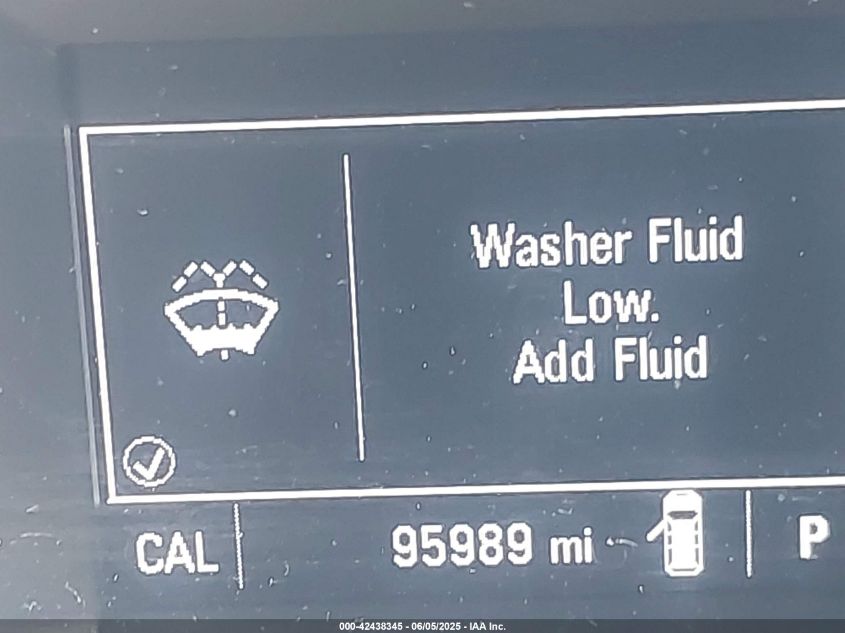 Washer Fluid
Low.
Add Fluid
CAL
95989 mi
P
000-42438345 - 06/05/2025 - IAA Inc.